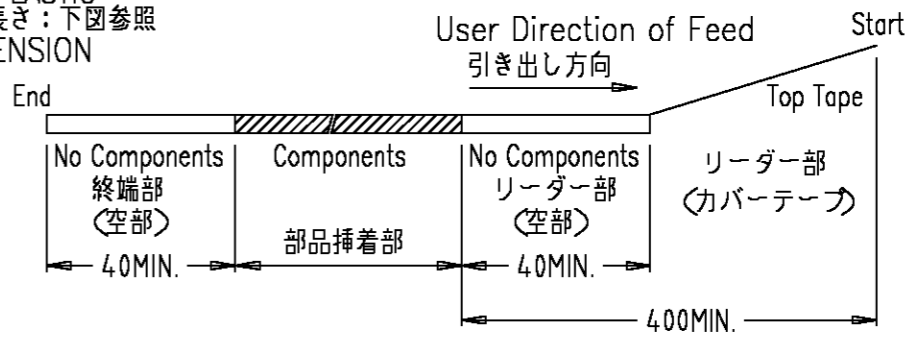 長さ:下図参照
ENSION
User Direction of Feed
引き出し方向
Start
End
Top Tape
No Components
終端部
(空部)
Components
部品挿着部
No Components
リーダー部
(空部)
リーダー部
(カバーテープ)
40MIN.
40MIN.
400MIN.